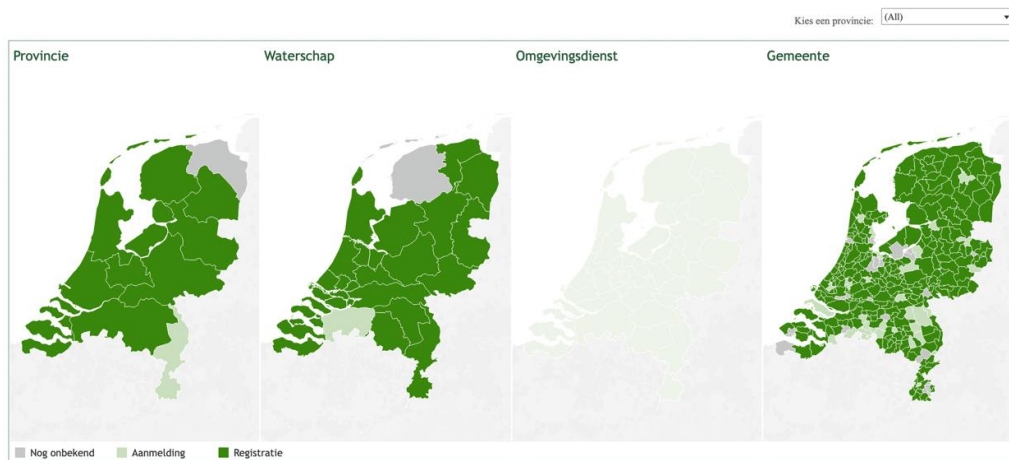 Kies een provincie: (All)
Provincie
Waterschap
Omgevingsdienst
Gemeente
Nog onbekend
Aanmelding
Registratie